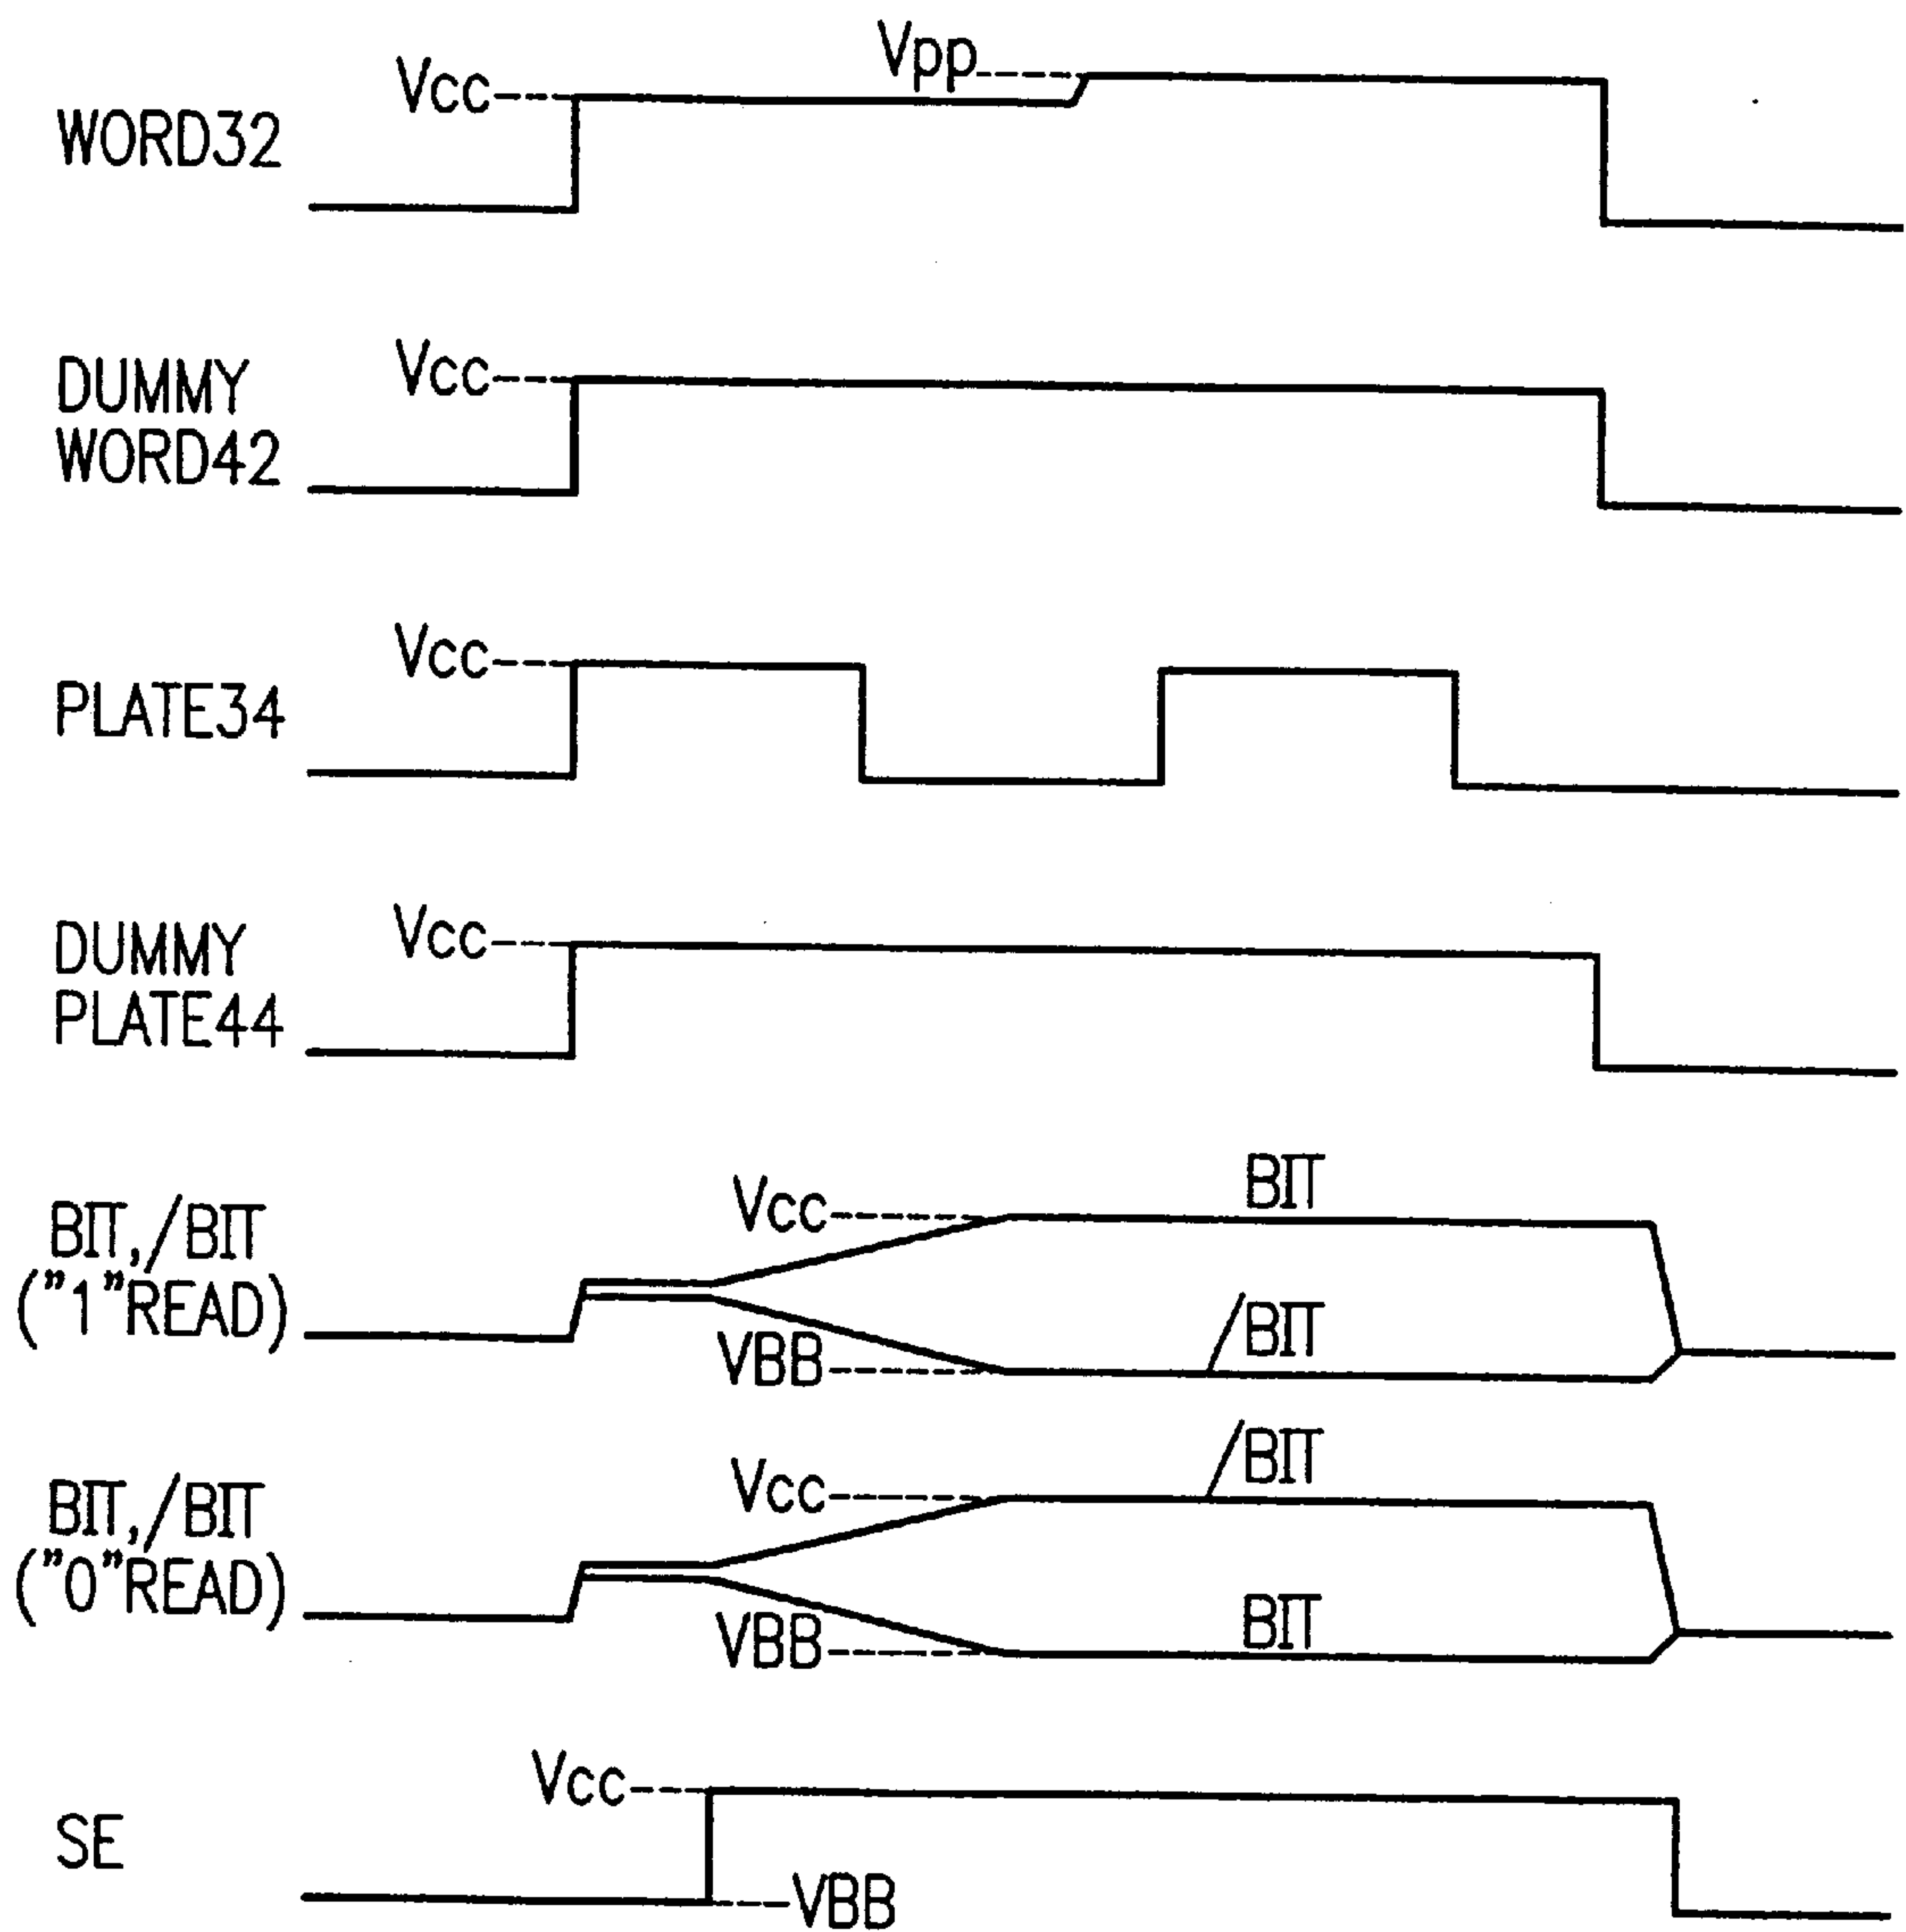 Vpp
Vcc
WORD32
Vcc
DUMMY
WORD42
Vcc
PLATE34
Vcc
DUMMY
PLATE44
BIT
Vcc
BIT,/BIT
("1"READ)
/BIT
VBB
/BIT
Vcc
BIT,/BIT
("0"READ)
BIT
VBB
Vcc
SE
VBB